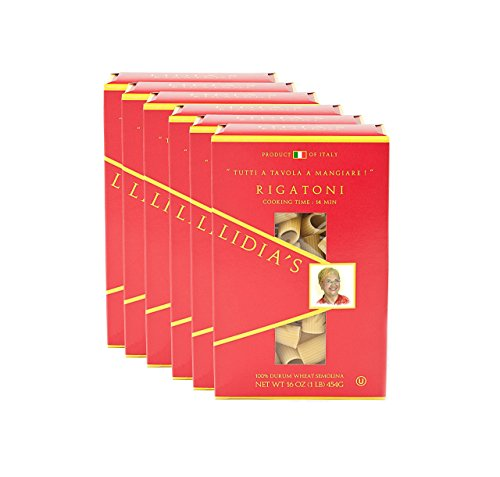 PRODUCT OF ITALY
"TUTTI A TAVOLA A MANGIARE!"
RIGATONI
COOKING TIME : 14 MIN
LIDIA'S
100% DURUM WHEAT SEMOLINA
NET WT 16 OZ (1 LB) 454G
U
L
L
L
L
L